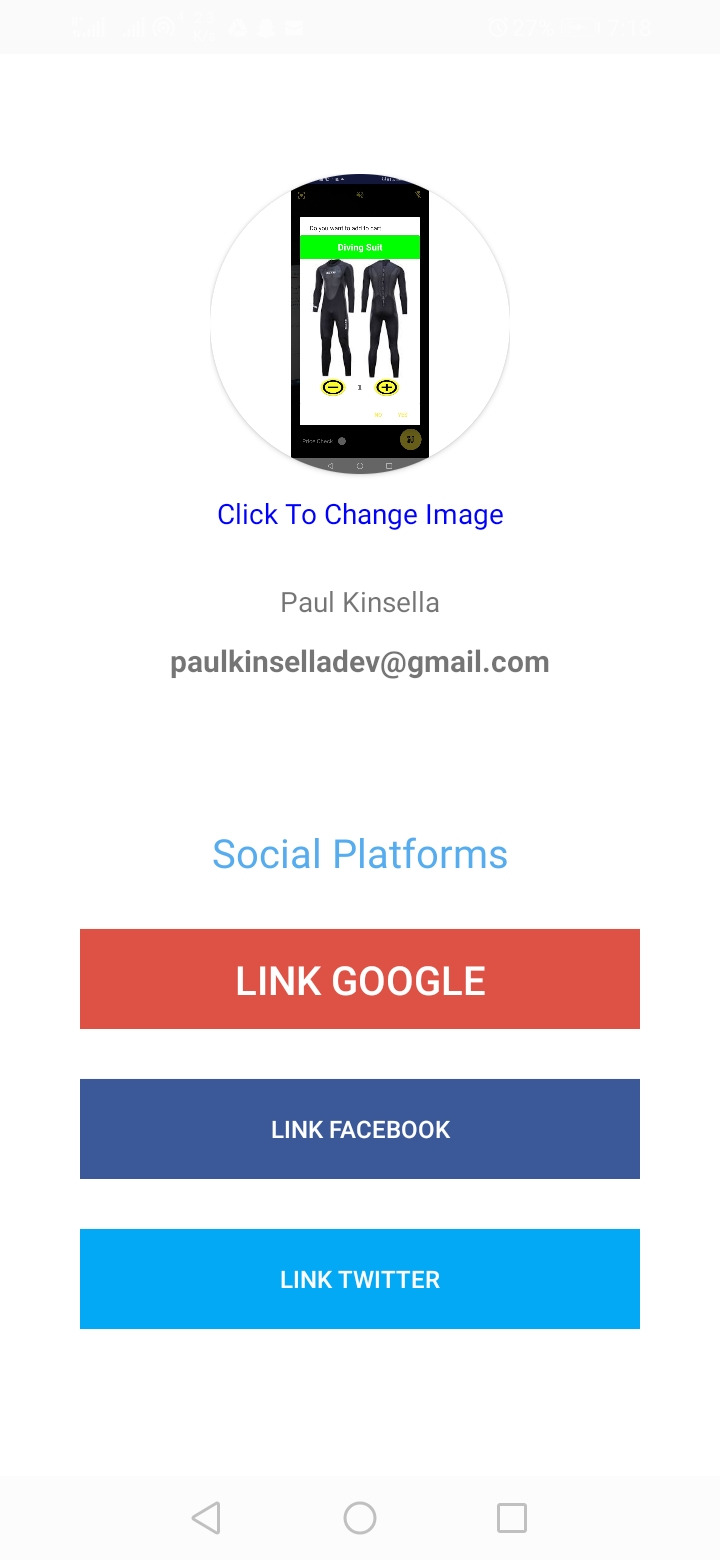 Do you want to add to cart
Diving Suit
NO YES
Price Check
Click To Change Image
Paul Kinsella
paulkinselladev@gmail.com
Social Platforms
LINK GOOGLE
LINK FACEBOOK
LINK TWITTER